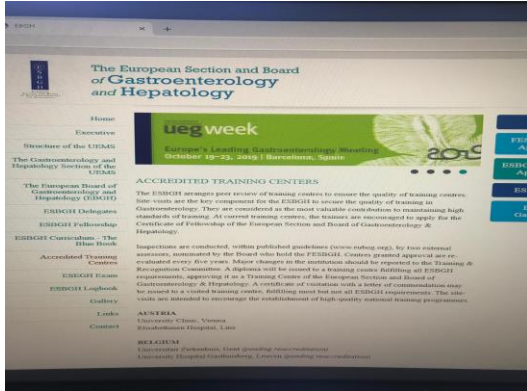 ESBGH
The European Section and Board
of Gastroenterology
and Hepatology
Home
Executive
Structure of the UEMS
The Gastroenterology and
Hepatology Section of the
UEMS
The European Board of
Gastroenterology and
Hepatology (EBGH)
ESBGH Delegates
ESBGH Fellowship
ESBGH Curriculum - The
Blue Book
Accredited Training
Centers
ESEGH Exam
ESBGH Logbook
Gallery
Links
Contact
uegweek
Europe's Leading Gastroenterology Meeting
October 19-23, 2019 | Barcelona, Spain
2019
ACCREDITED TRAINING CENTERS
The ESBGH arranges peer review of training centres to ensure the quality of training centres.
Site-visits are the key component for the ESBGH to secure the quality of training in
Gastroenterology. They are considered as the most valuable contribution to maintaining high
standards of training. At current training centres, the trainees are encouraged to apply for the
Certificate of Fellowship of the European Section and Board of Gastroenterology &
Hepatology.
Inspections are conducted, within published guidelines (www.eubog.org), by two external
assessors, nominated by the Board who hold the FESBGH. Centers granted approval are re-
evaluated every five years. Major changes in the institution should be reported to the Training &
Recognition Committee. A diploma will be issued to a training centre fulfilling all ESBGH
requirements, approving it as a Training Centre of the European Section and Board of
Gastroenterology & Hepatology. A certificate of visitation with a letter of commendation may
be issued to a visited training centre, fulfilling most but not all ESBGH requirements. The site-
visits are intended to encourage the establishment of high-quality national training programmes.
AUSTRIA
University Clinic, Vienna
Elisabethinen Hospital, Linz
BELGIUM
Universitair Ziekenhuis, Gent (pending reaccreditation)
University Hospital Gasthuisberg, Leuven (pending reaccreditation)